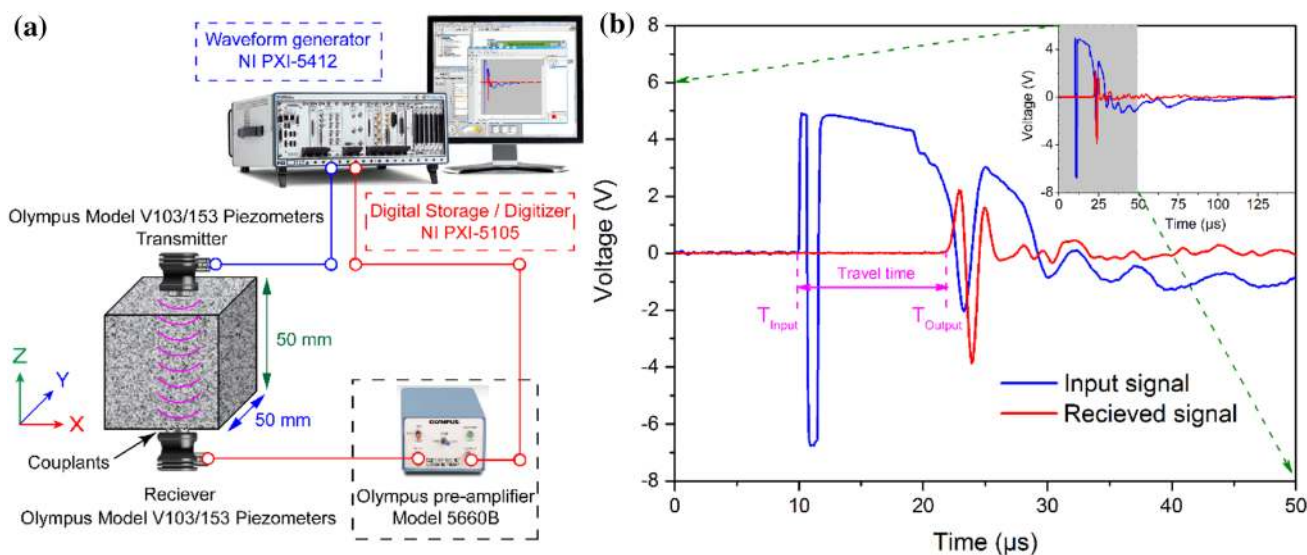 (a)
Waveform generator
NI PXI-5412
Olympus Model V103/153 Piezometers
Transmitter
Digital Storage / Digitizer
NI PXI-5105
50 mm
50 mm
Z
Y
X
Couplants
Reciever
Olympus Model V103/153 Piezometers
OLYMPUS
Olympus pre-amplifier
Model 5660B
(b)
Voltage (V)
8
6
4
2
0
-2
-4
-6
-8
0
10
20
30
40
50
Time (µs)
T Input
Travel time
T Output
Input signal
Recieved signal
Voltage (V)
4
0
-4
-8
0
25
50
75
100
125
Time (µs)